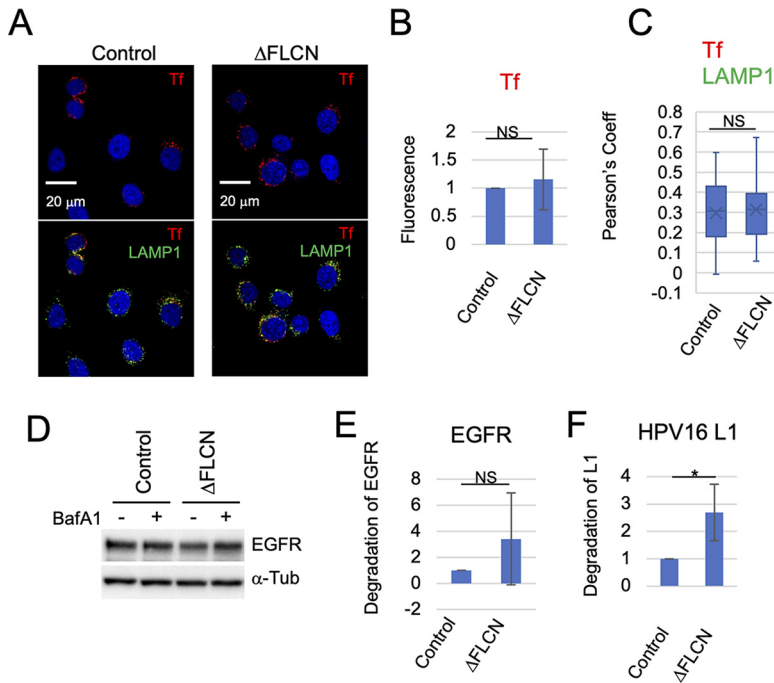 A
Control
ΔFLCN
Tf
Tf
20 μm
20 μm
Tf
LAMP1
Tf
LAMP1
B
Tf
Fluorescence
2
1.5
1
0.5
0
NS
Control
ΔFLCN
C
Tf
LAMP1
Pearson's Coeff
0.8
0.7
0.6
0.5
0.4
0.3
0.2
0.1
0
-0.1
NS
Control
ΔFLCN
D
Control
ΔFLCN
BafA1 - + - +
EGFR
α-Tub
E
EGFR
Degradation of EGFR
8
6
4
2
0
-2
NS
Control
ΔFLCN
F
HPV16 L1
Degradation of L1
4
3
2
1
0
*
Control
ΔFLCN